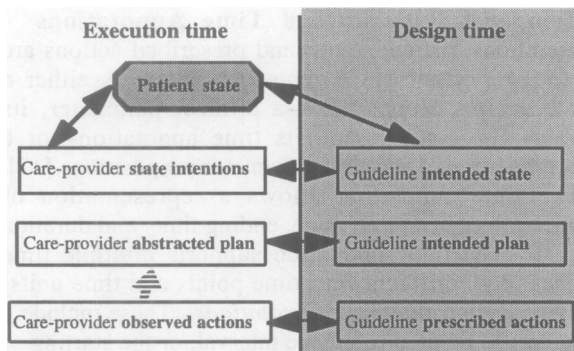 Execution time
Design time
Patient state
Care-provider state intentions
Guideline intended state
Care-provider abstracted plan
Guideline intended plan
Care-provider observed actions
Guideline prescribed actions